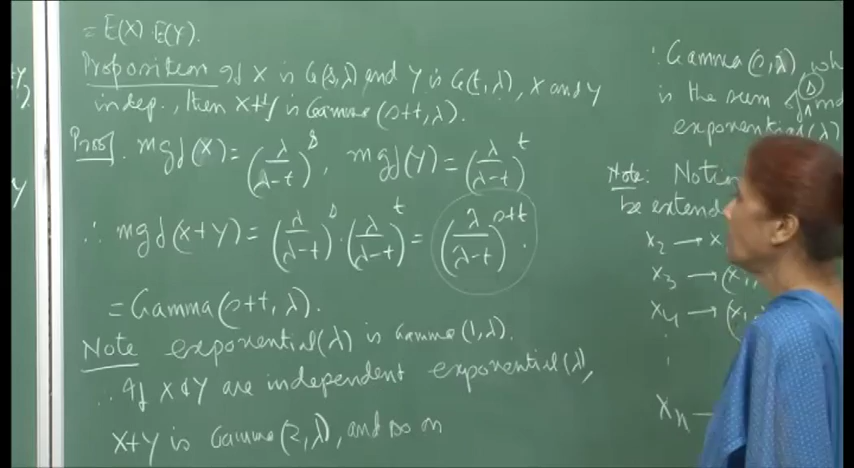 = E(X)·E(Y).
Proposition If X is G(s,λ) and Y is G(t,λ), X and Y
indep., then X+Y is Gamma(s+t,λ).
Proof. mgf(X) = (λ/(λ-t))^s, mgf(Y) = (λ/(λ-t))^t
∴ mgf(X+Y) = (λ/(λ-t))^s · (λ/(λ-t))^t = (λ/(λ-t))^(s+t).
= Gamma(s+t, λ).
Note exponential(λ) is Gamma(1,λ).
∴ If X & Y are independent exponential(λ),
X+Y is Gamma(2,λ), and so on
∴ Gamma(s,λ), wh
is the sum of s ind
exponential(λ)
Note:
be extend
X₂ → X
X₃ → (X₁,
X₄ → (X₁,
Xₙ →